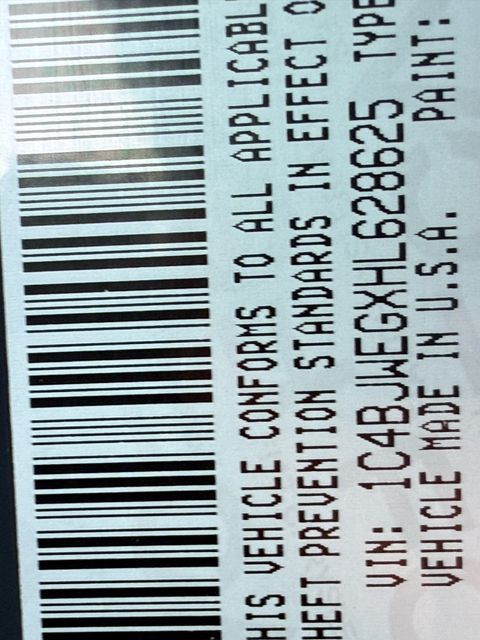 HIS VEHICLE CONFORMS TO ALL APPLICABL
HEFT PREVENTION STANDARDS IN EFFECT O
VIN: 1C4BJWEGXHL628625 TYPE
VEHICLE MADE IN U.S.A. PAINT: